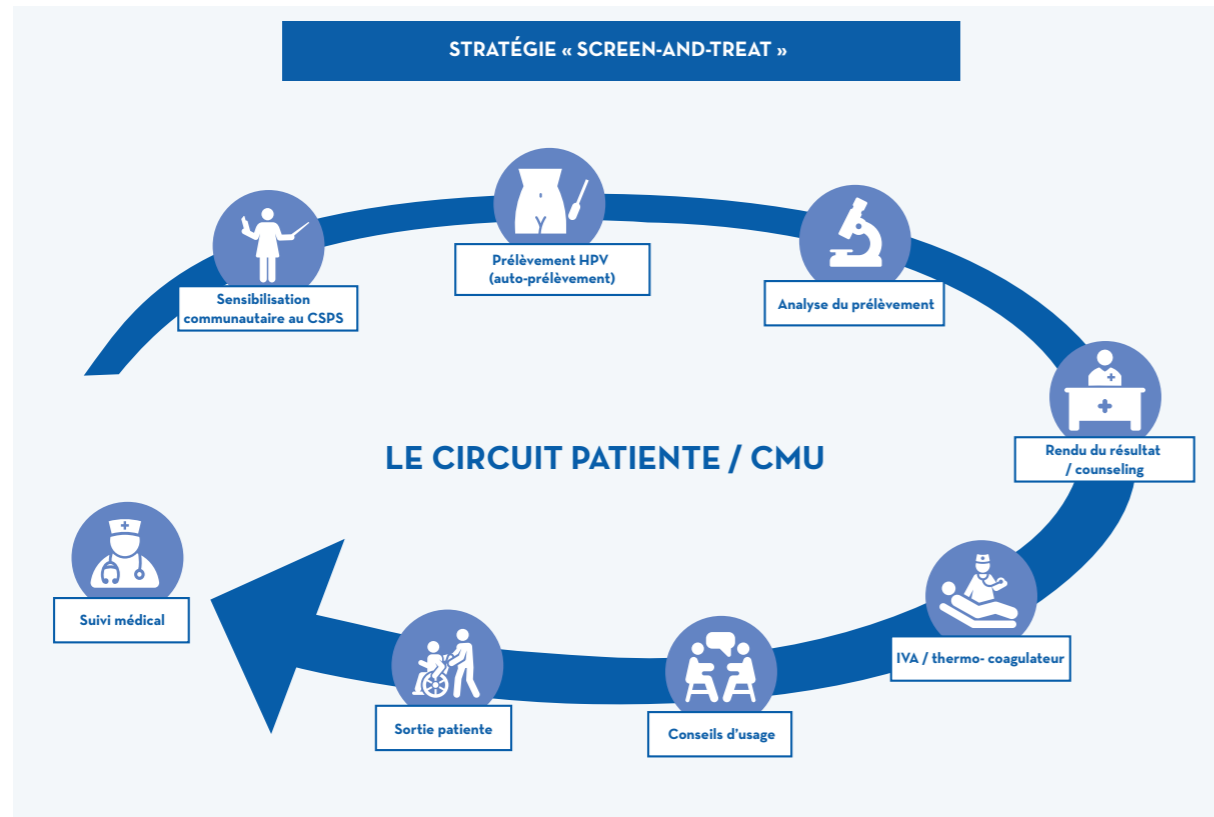 STRATÉGIE « SCREEN-AND-TREAT »
Sensibilisation
communautaire au CSPS
Prélèvement HPV
(auto-prélèvement)
Analyse du prélèvement
Rendu du résultat
/ counseling
LE CIRCUIT PATIENTE / CMU
IVA / thermo- coagulateur
Conseils d'usage
Sortie patiente
Suivi médical